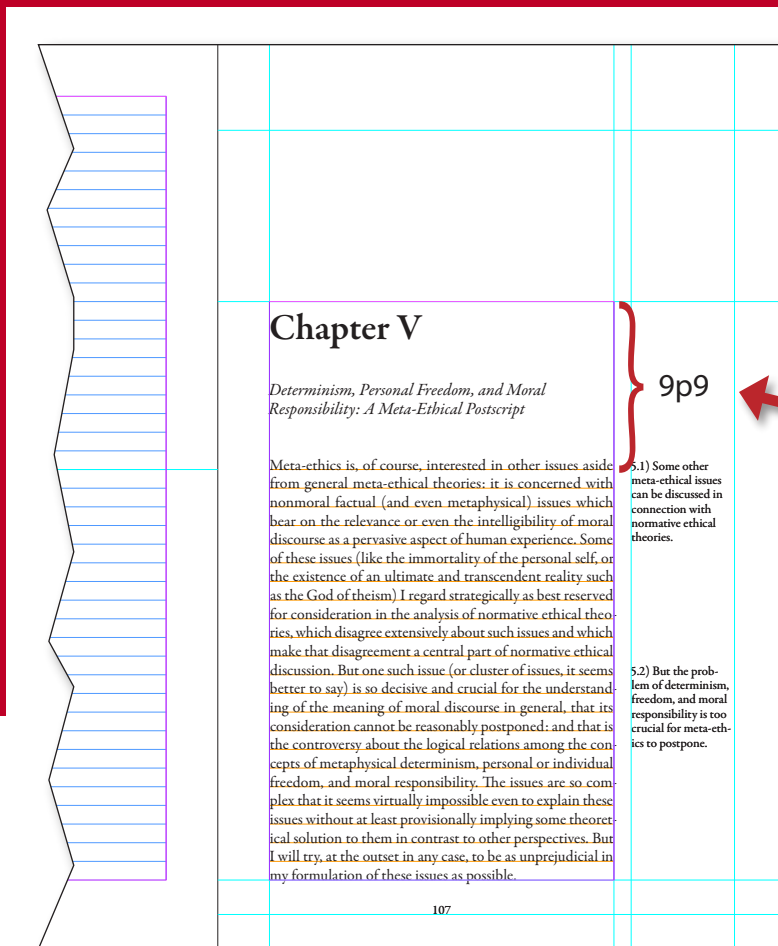 Chapter V
Determinism, Personal Freedom, and Moral
Responsibility: A Meta-Ethical Postscript
9p9
Meta-ethics is, of course, interested in other issues aside
from general meta-ethical theories: it is concerned with
nonmoral factual (and even metaphysical) issues which
bear on the relevance or even the intelligibility of moral
discourse as a pervasive aspect of human experience. Some
of these issues (like the immortality of the personal self, or
the existence of an ultimate and transcendent reality such
as the God of theism) I regard strategically as best reserved
for consideration in the analysis of normative ethical theo-
ries, which disagree extensively about such issues and which
make that disagreement a central part of normative ethical
discussion. But one such issue (or cluster of issues, it seems
better to say) is so decisive and crucial for the understand-
ing of the meaning of moral discourse in general, that its
consideration cannot be reasonably postponed: and that is
the controversy about the logical relations among the con-
cepts of metaphysical determinism, personal or individual
freedom, and moral responsibility. The issues are so com-
plex that it seems virtually impossible even to explain these
issues without at least provisionally implying some theoret-
ical solution to them in contrast to other perspectives. But
I will try, at the outset in any case, to be as unprejudicial in
my formulation of these issues as possible.
5.1) Some other
meta-ethical issues
can be discussed in
connection with
normative ethical
theories.
5.2) But the prob-
lem of determinism,
freedom, and moral
responsibility is too
crucial for meta-eth-
ics to postpone.
107